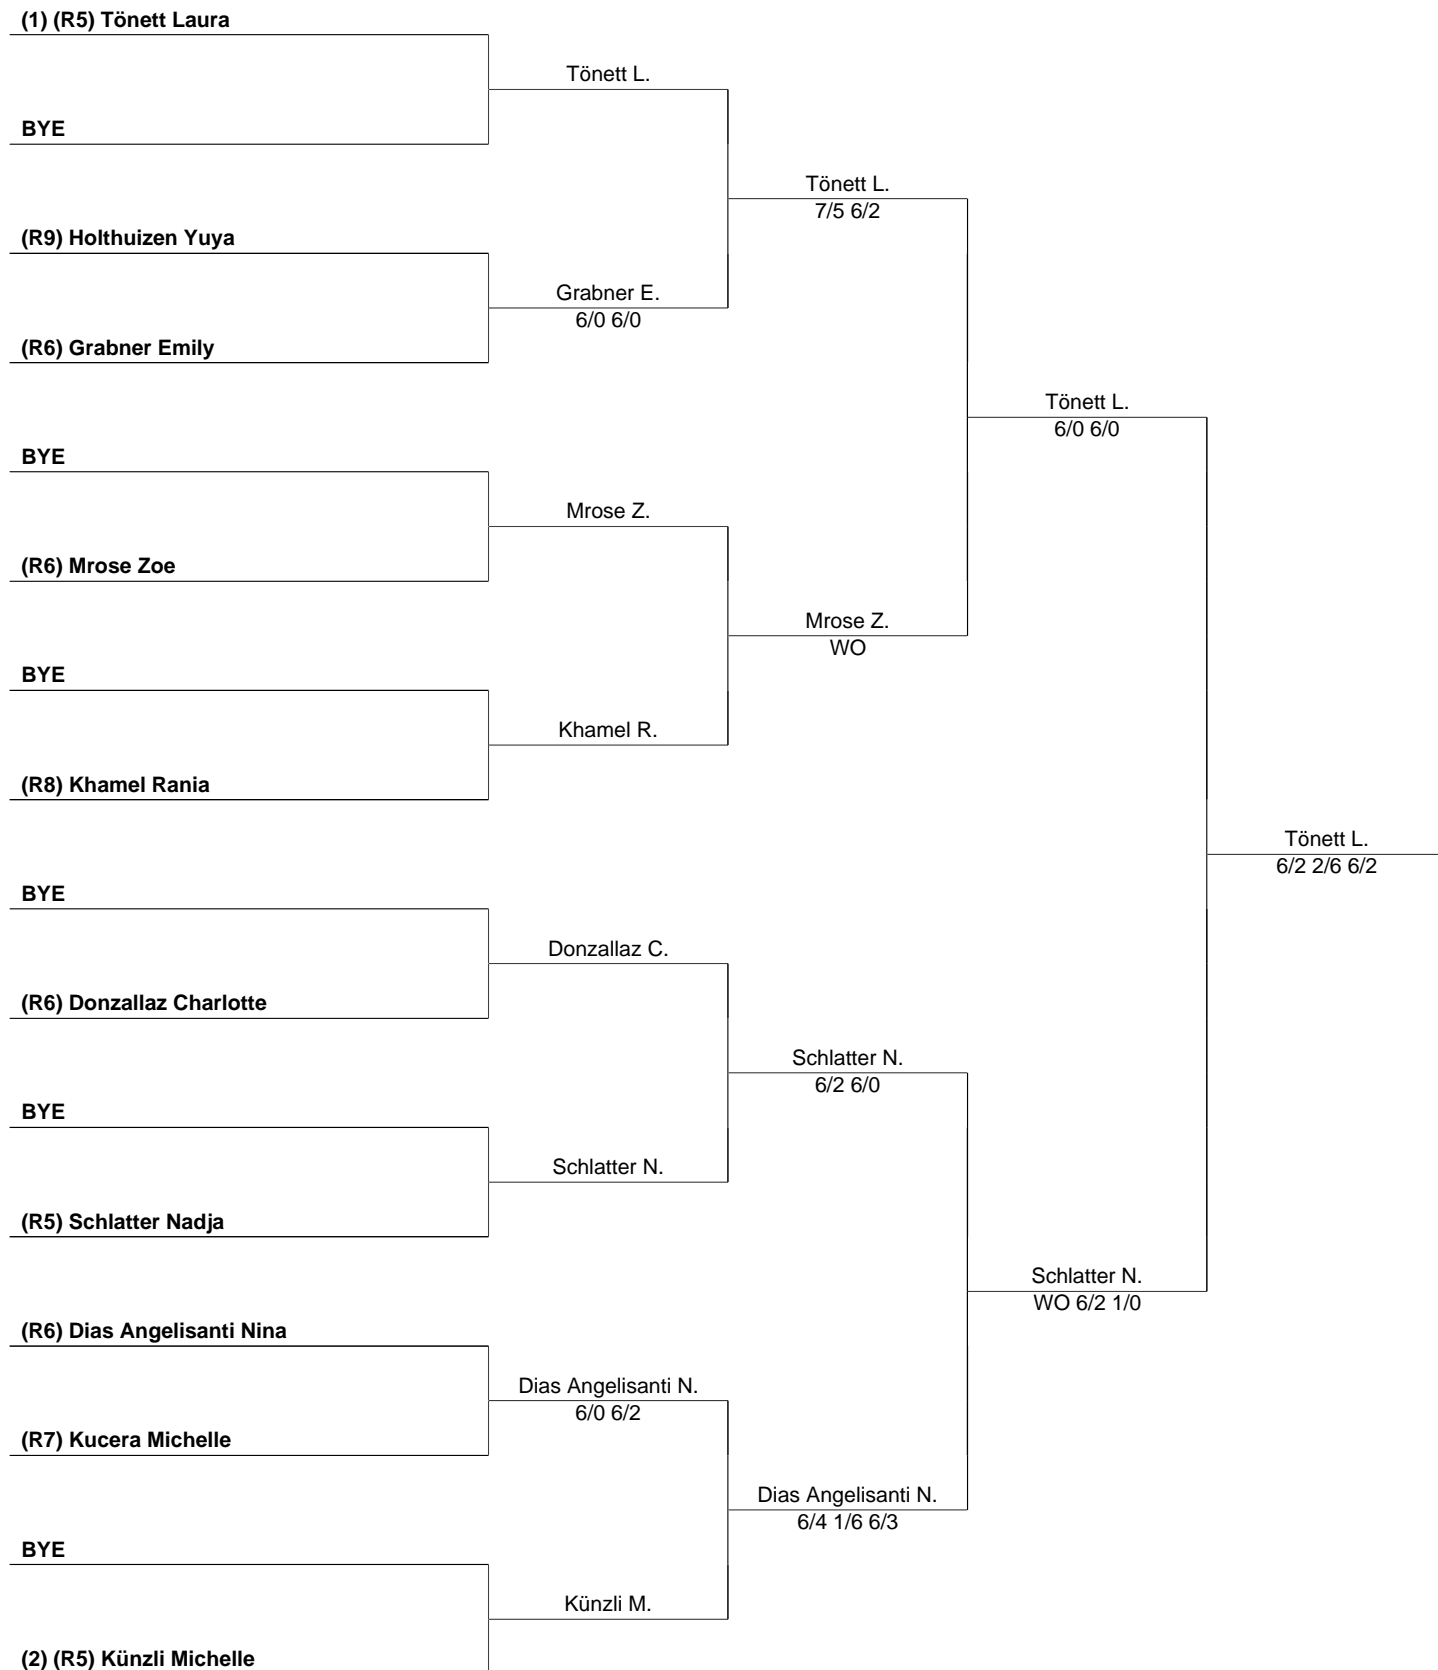 (1) (R5) Tönett Laura
Tönett L.
BYE
Tönett L.
7/5 6/2
(R9) Holthuizen Yuya
Grabner E.
6/0 6/0
(R6) Grabner Emily
Tönett L.
6/0 6/0
BYE
Mrose Z.
(R6) Mrose Zoe
Mrose Z.
WO
BYE
Khamel R.
(R8) Khamel Rania
Tönett L.
6/2 2/6 6/2
BYE
Donzallaz C.
(R6) Donzallaz Charlotte
Schlatter N.
6/2 6/0
BYE
Schlatter N.
(R5) Schlatter Nadja
Schlatter N.
WO 6/2 1/0
(R6) Dias Angelisanti Nina
Dias Angelisanti N.
6/0 6/2
(R7) Kucera Michelle
Dias Angelisanti N.
6/4 1/6 6/3
BYE
Künzli M.
(2) (R5) Künzli Michelle